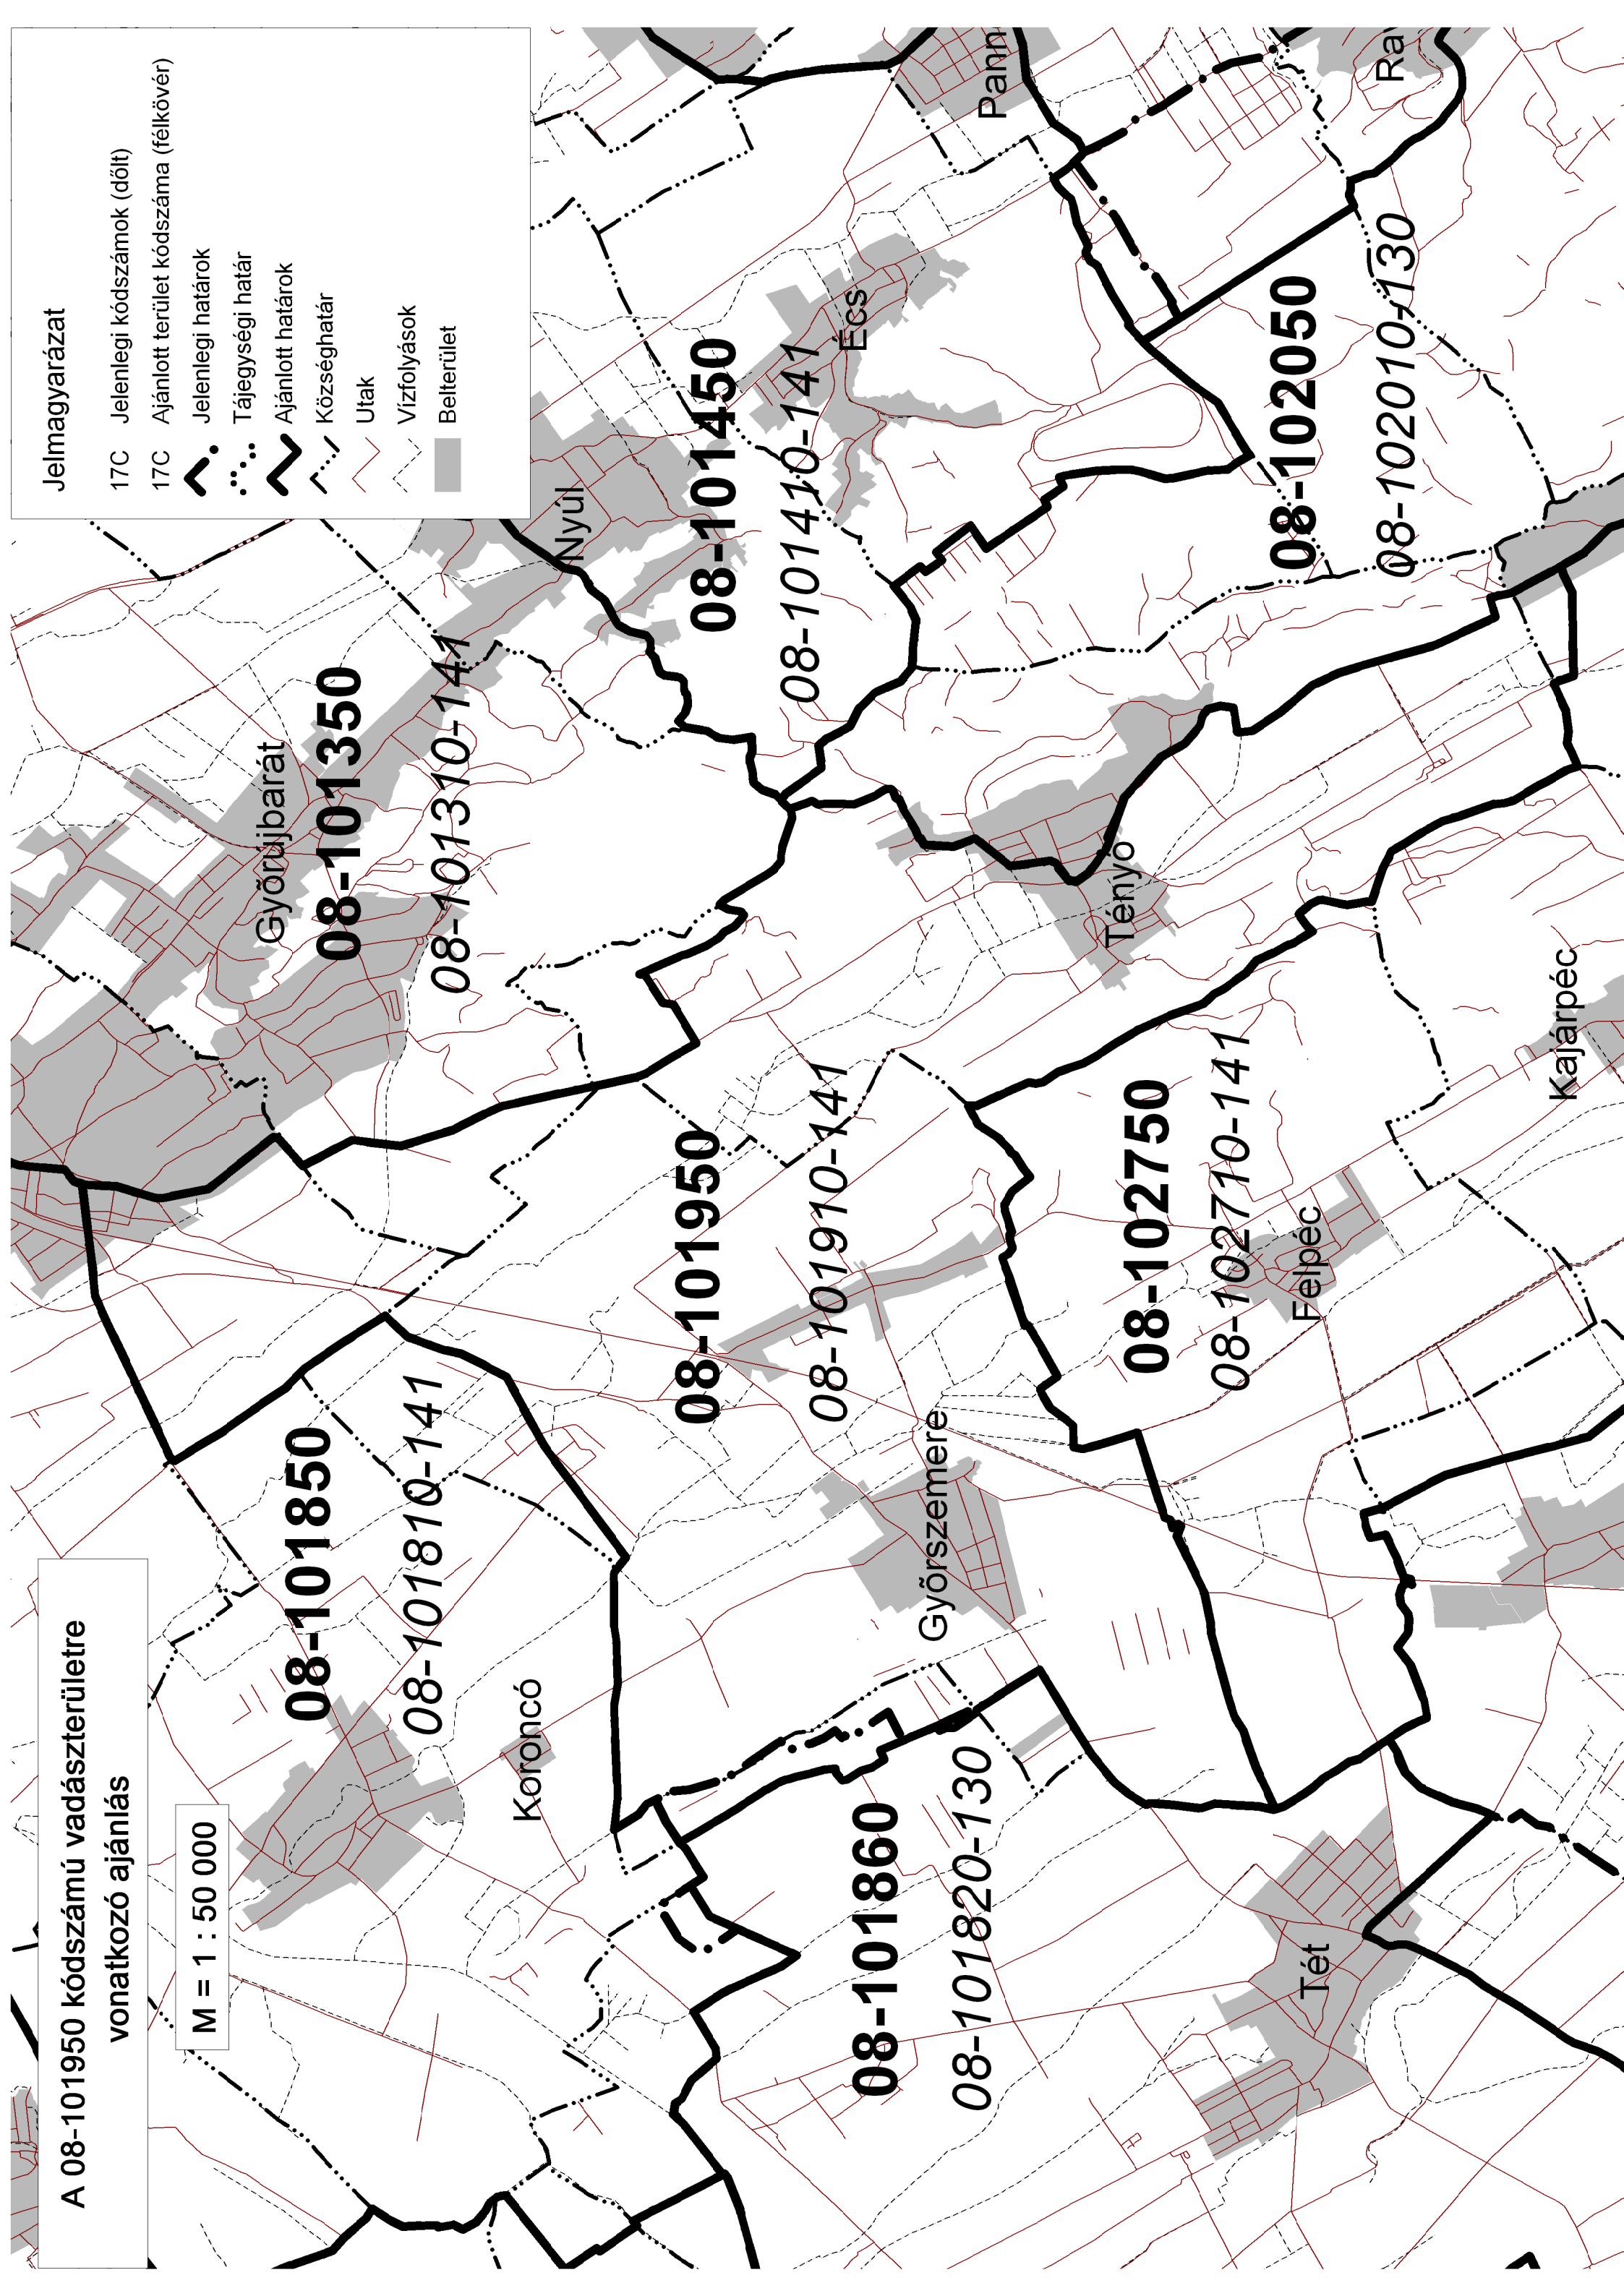 A 08-101950 kódszámú vadászterületre
vonatkozó ajánlás
M = 1 : 50 000
Jelmagyarázat
17C Jelenlegi kódszámok (dőlt)
17C Ajánlott terület kódszáma (félkövér)
Jelenlegi határok
Tájegységi határ
Ajánlott határok
Községhatár
Utak
Vizfolyások
Belterület
Győrújbarát
08-101350
08-101310-141
Nyúl
08-101450
08-101410-141
Écs
Pann
Ra
08-101850
08-101810-141
Koroncó
08-101950
08-101910-141
Győrszemere
Tényő
08-102050
08-102010-130
08-101860
08-101820-130
08-102750
08-102710-141
Felpéc
Kajárpéc
Tét